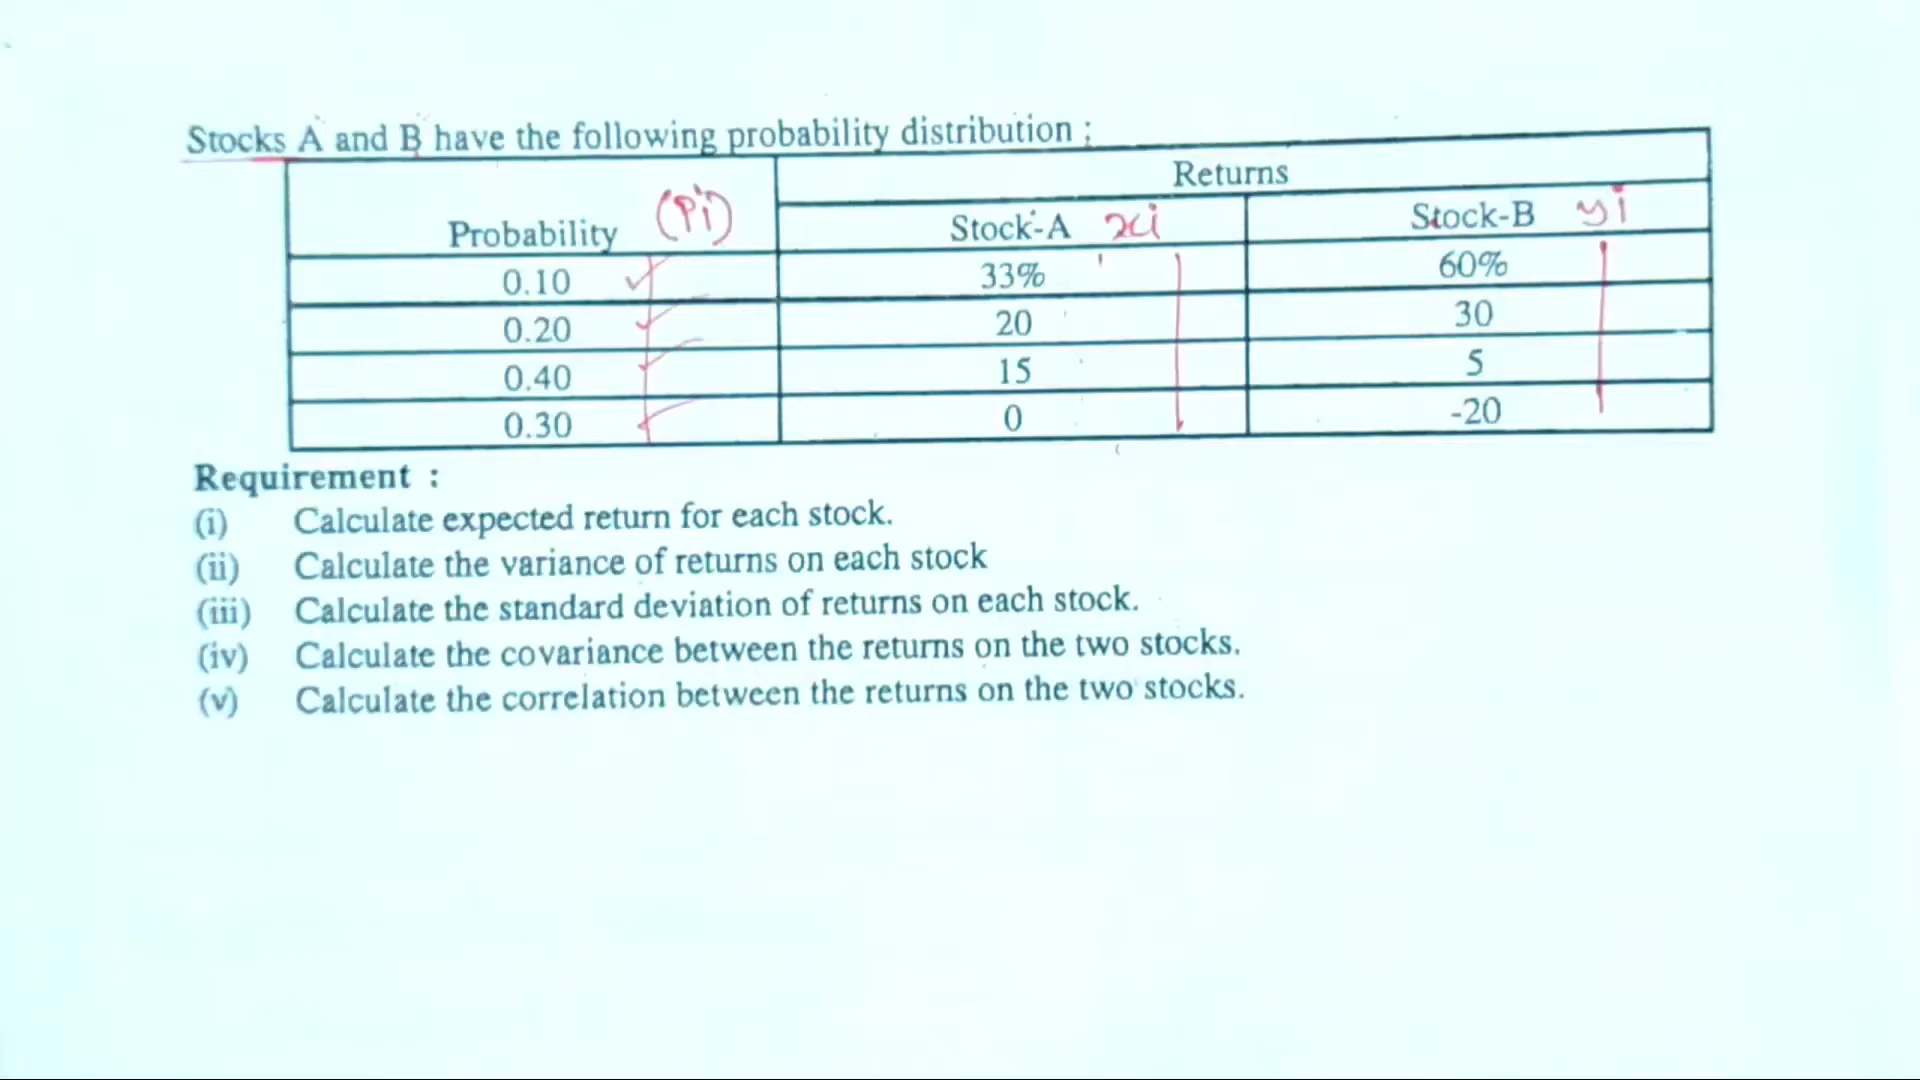 Stocks A and B have the following probability distribution :
Returns
Probability (Pi) Stock-A xi Stock-B yi
0.10 33% 60%
0.20 20 30
0.40 15 5
0.30 0 -20
Requirement :
(i) Calculate expected return for each stock.
(ii) Calculate the variance of returns on each stock
(iii) Calculate the standard deviation of returns on each stock.
(iv) Calculate the covariance between the returns on the two stocks.
(v) Calculate the correlation between the returns on the two stocks.